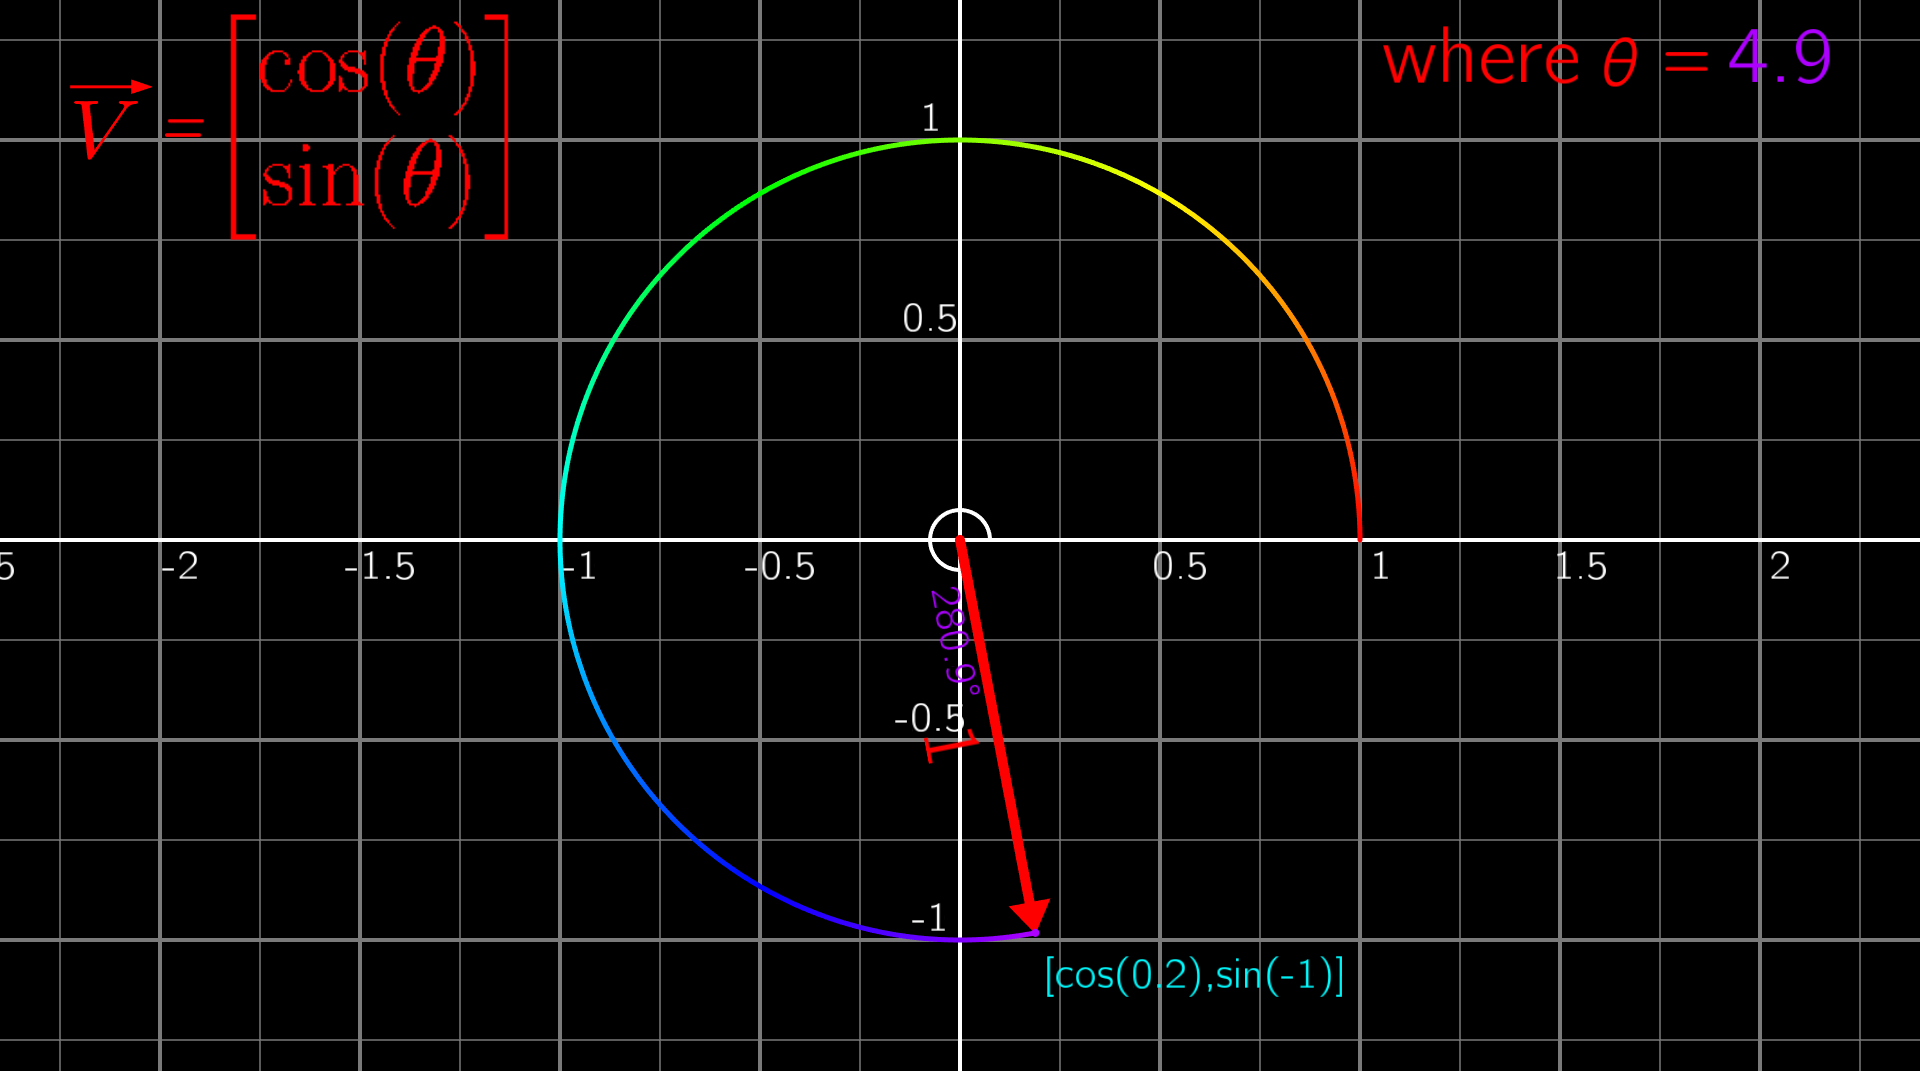 V = [cos(θ)
sin(θ)]
where θ = 4.9
1
0.5
5 -2 -1.5 -1 -0.5 0.5 1 1.5 2
280.9°
-0.5
1
-1
[cos(0.2),sin(-1)]